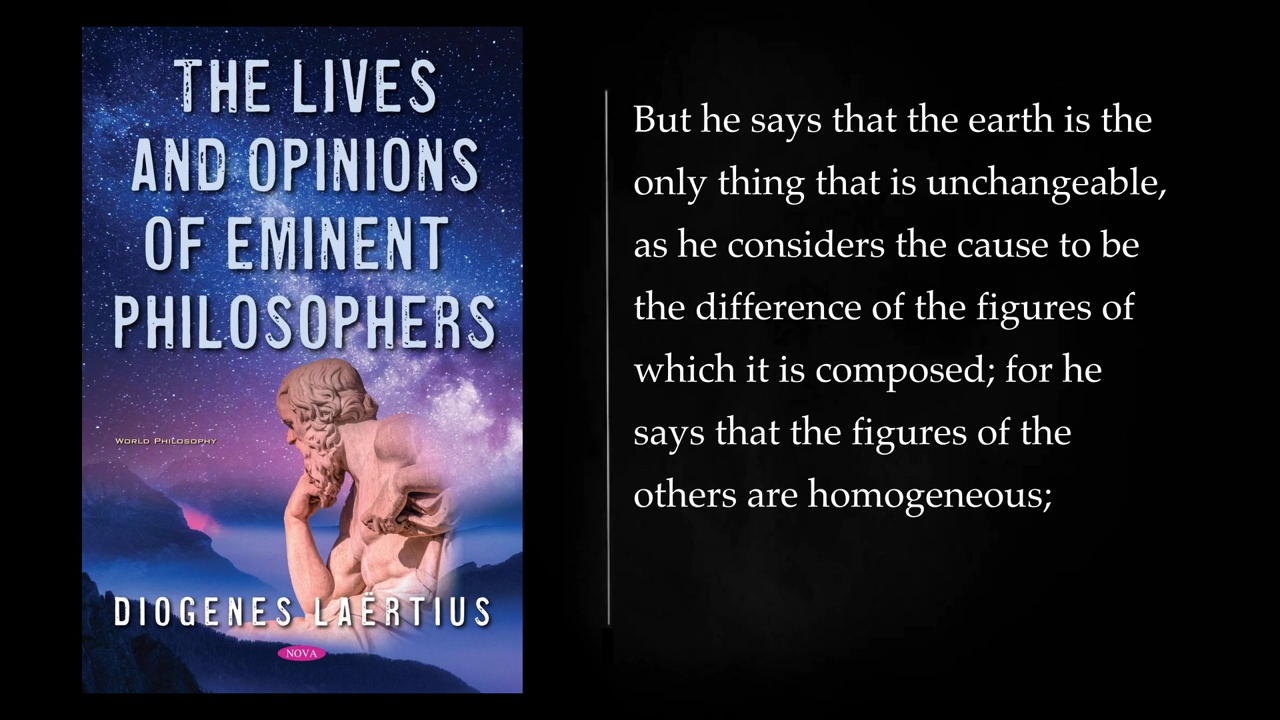 THE LIVES
AND OPINIONS
OF EMINENT
PHILOSOPHERS
WORLD PHILOSOPHY
DIOGENES LAËRTIUS
NOVA
But he says that the earth is the
only thing that is unchangeable,
as he considers the cause to be
the difference of the figures of
which it is composed; for he
says that the figures of the
others are homogeneous;